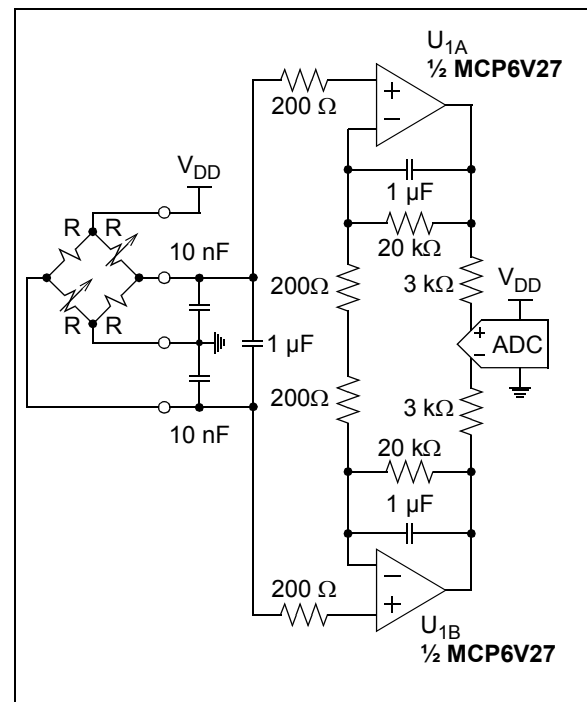 U1A
½ MCP6V27
200 Ω
VDD
R R
10 nF
1 µF
20 kΩ
200Ω
3 kΩ
VDD
R R
1 µF
+
−
ADC
200Ω
3 kΩ
10 nF
20 kΩ
1 µF
200 Ω
U1B
½ MCP6V27